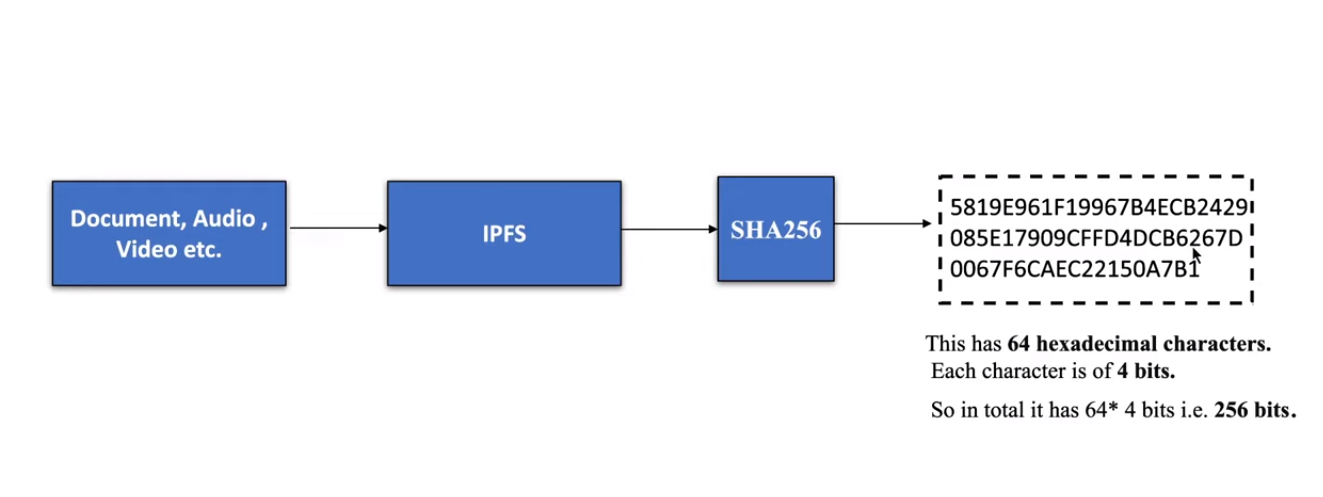 Document, Audio ,
Video etc.
IPFS
SHA256
5819E961F19967B4ECB2429
085E17909CFFD4DCB6267D
0067F6CAEC22150A7B1
This has 64 hexadecimal characters.
Each character is of 4 bits.
So in total it has 64* 4 bits i.e. 256 bits.